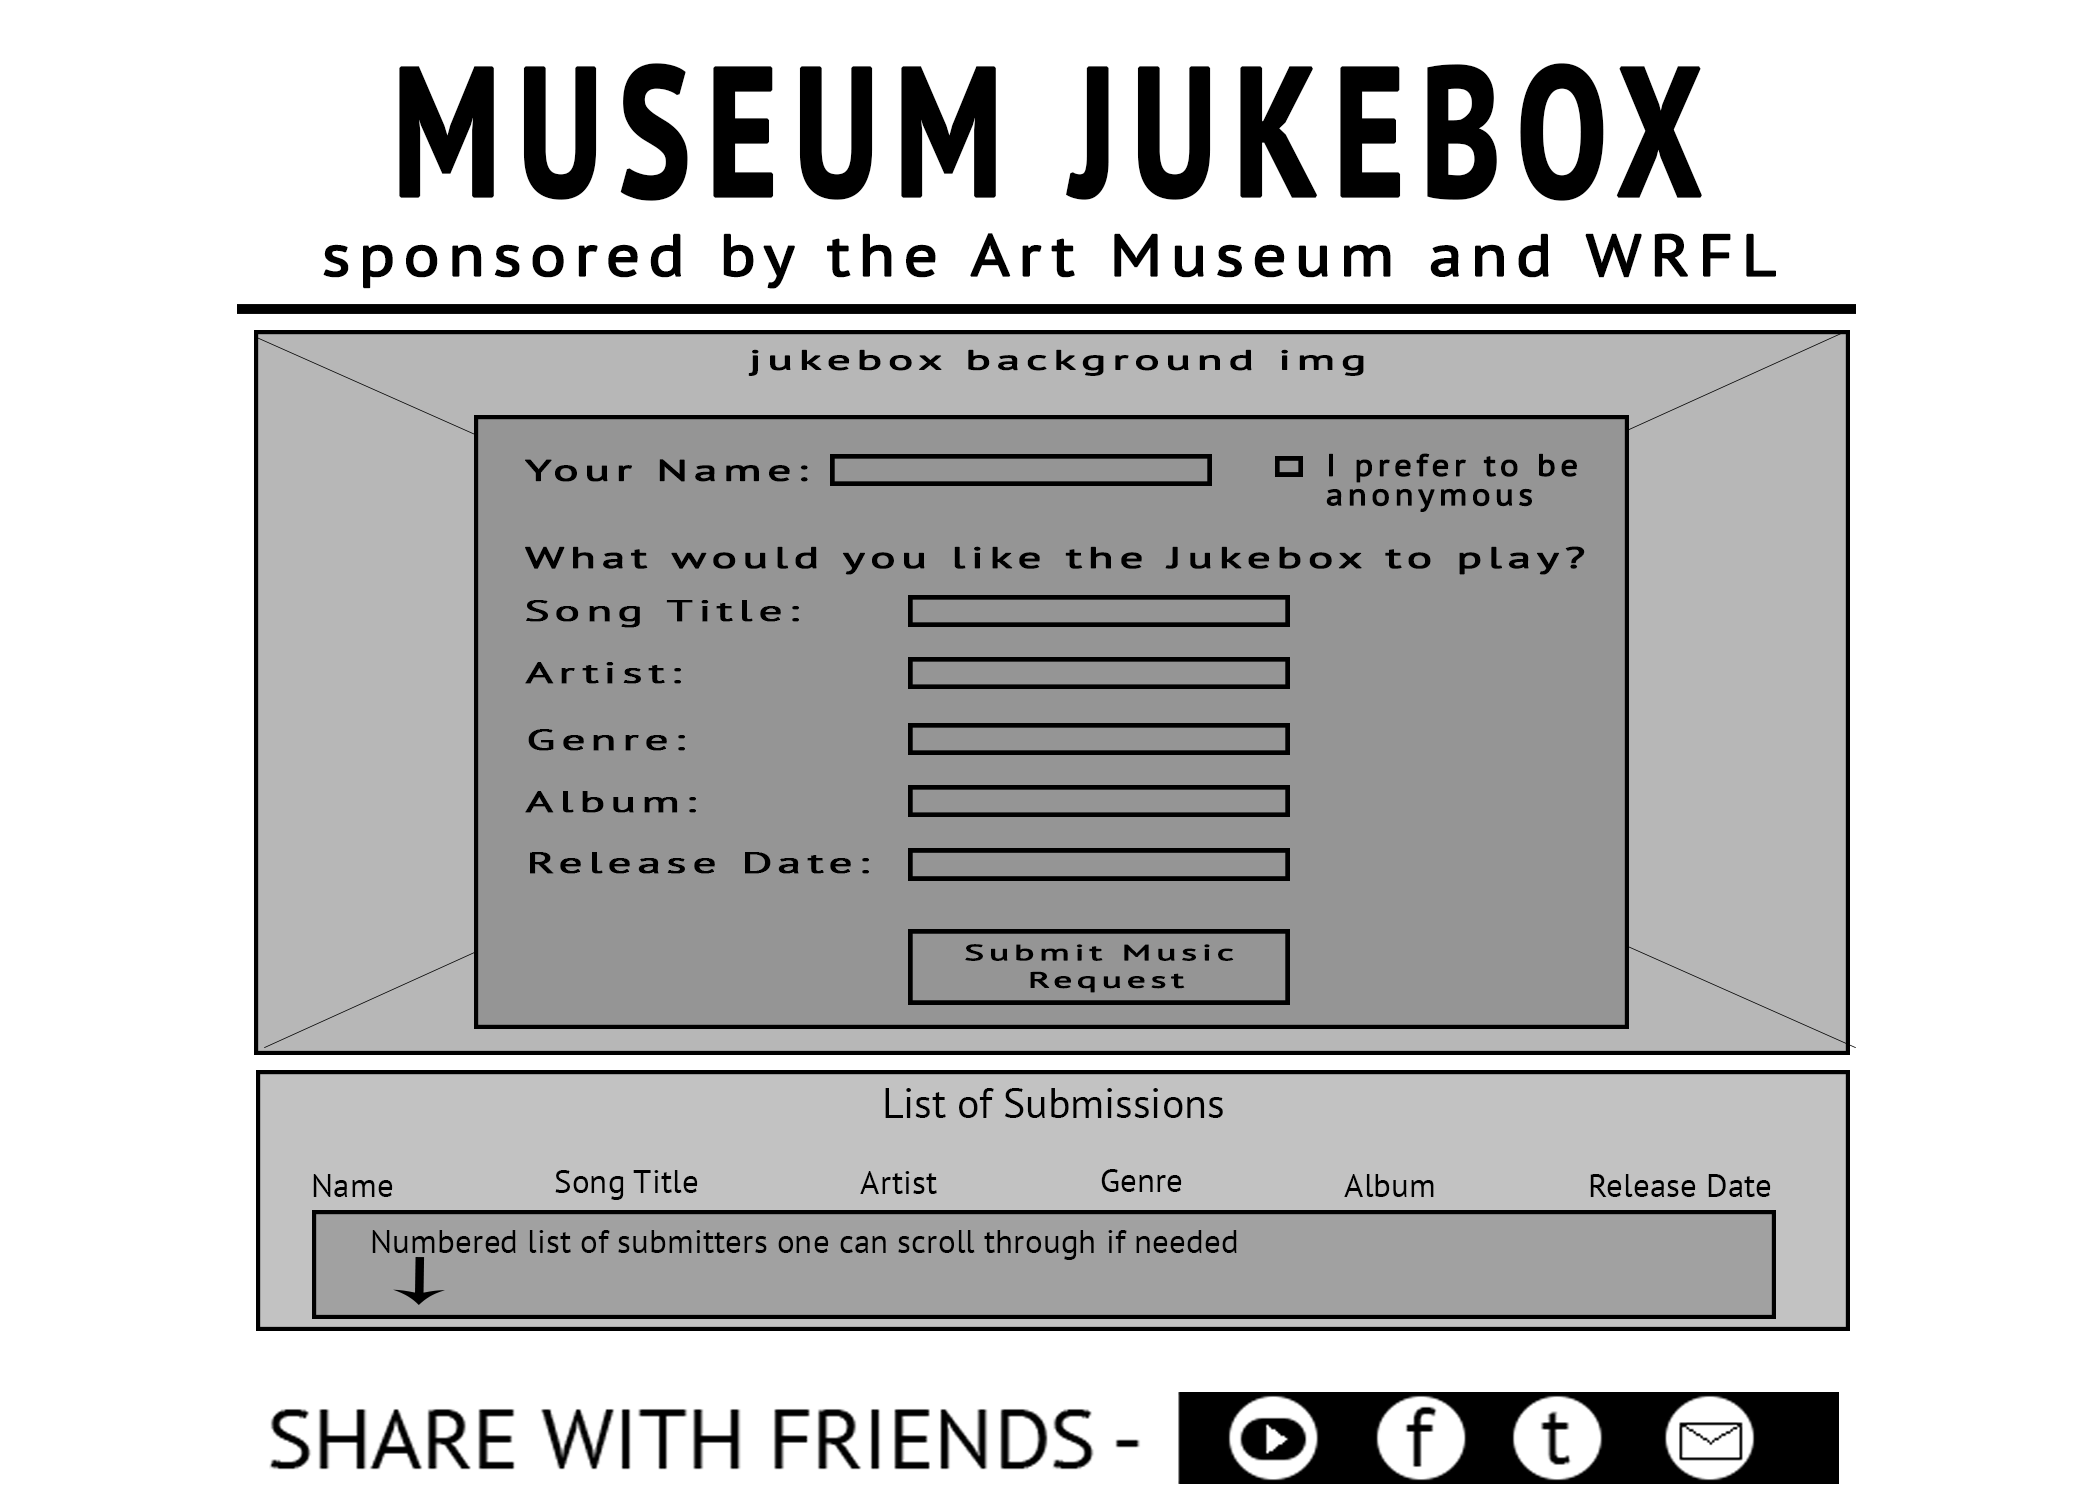 MUSEUM JUKEBOX
sponsored by the Art Museum and WRFL
jukebox background img
Your Name:
I prefer to be
anonymous
What would you like the Jukebox to play?
Song Title:
Artist:
Genre:
Album:
Release Date:
Submit Music
Request
List of Submissions
Name Song Title Artist Genre Album Release Date
Numbered list of submitters one can scroll through if needed
SHARE WITH FRIENDS - f t